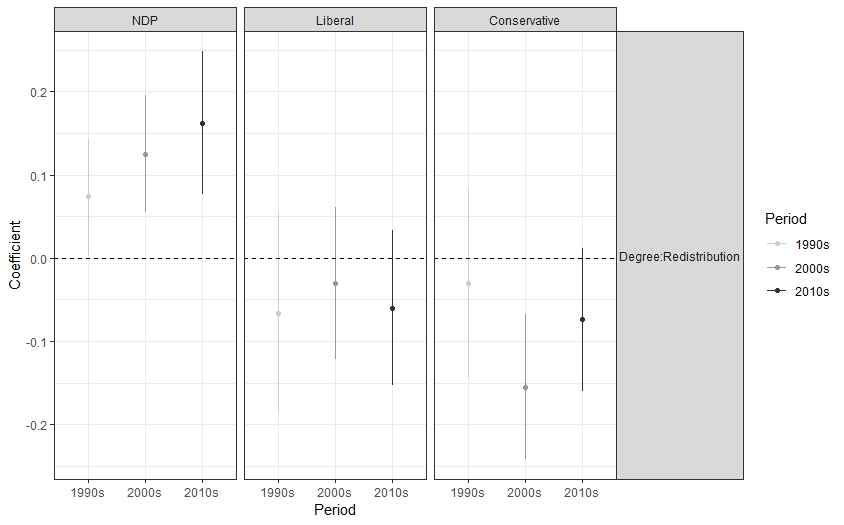 NDP Liberal Conservative
Coefficient
0.2
0.1
0.0
-0.1
-0.2
Degree:Redistribution
1990s 2000s 2010s 1990s 2000s 2010s 1990s 2000s 2010s
Period
Period
1990s
2000s
2010s